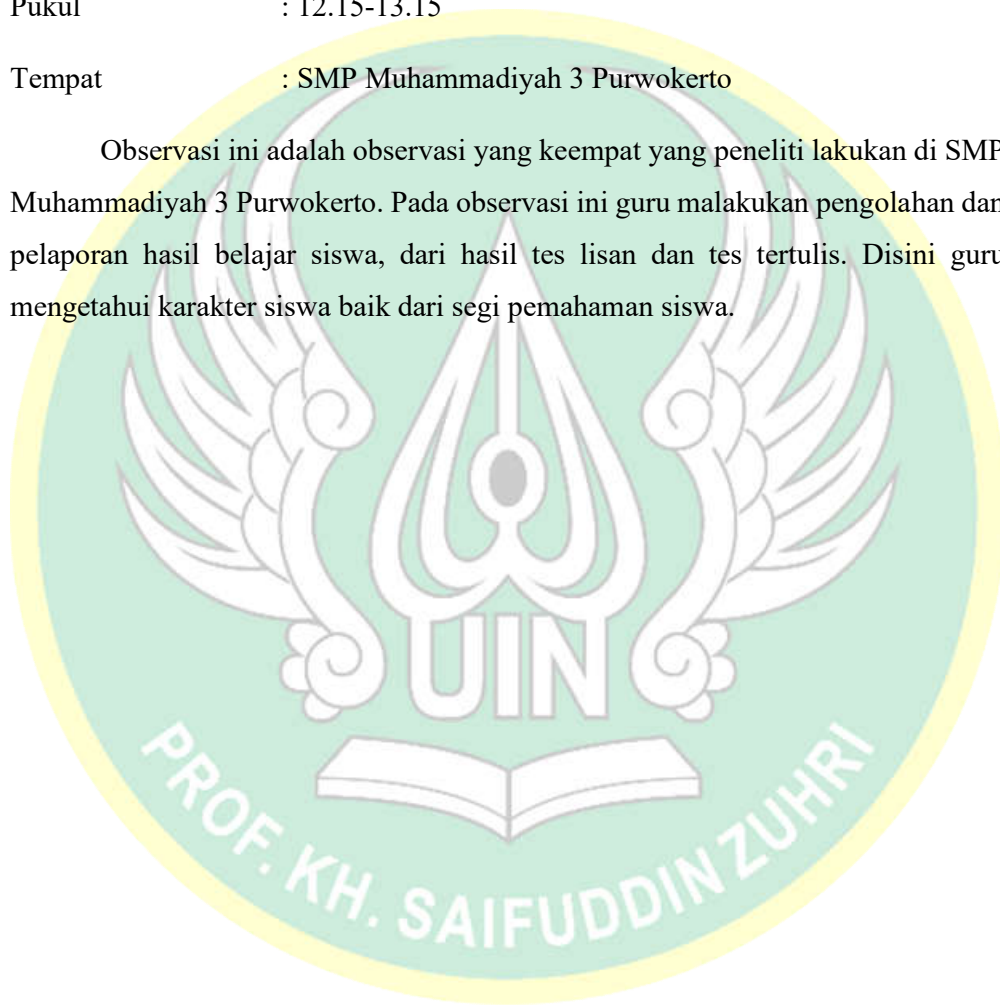 Pukul : 12.15-13.15
Tempat : SMP Muhammadiyah 3 Purwokerto
Observasi ini adalah observasi yang keempat yang peneliti lakukan di SMP
Muhammadiyah 3 Purwokerto. Pada observasi ini guru malakukan pengolahan dan
pelaporan hasil belajar siswa, dari hasil tes lisan dan tes tertulis. Disini guru
mengetahui karakter siswa baik dari segi pemahaman siswa.
UIN
PROF. KH. SAIFUDDIN ZUHRI